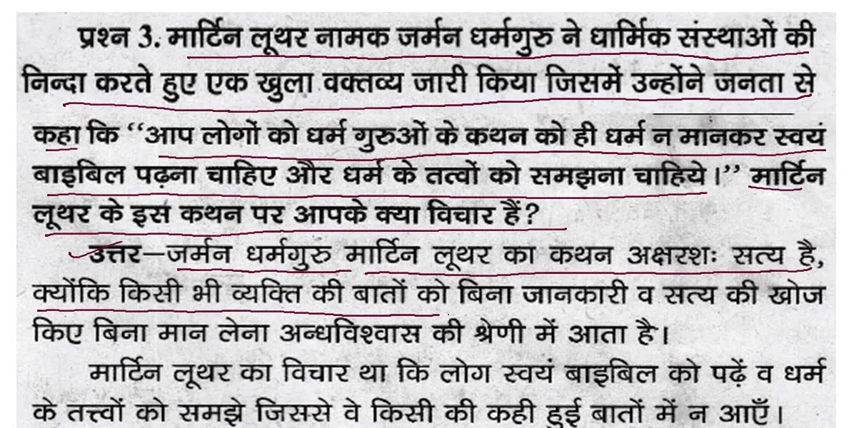 प्रश्न 3. मार्टिन लूथर नामक जर्मन धर्मगुरु ने धार्मिक संस्थाओं की
निन्दा करते हुए एक खुला वक्तव्य जारी किया जिसमें उन्होंने जनता से
कहा कि “आप लोगों को धर्म गुरुओं के कथन को ही धर्म न मानकर स्वयं
बाइबिल पढ़ना चाहिए और धर्म के तत्वों को समझना चाहिये।” मार्टिन
लूथर के इस कथन पर आपके क्या विचार हैं?
उत्तर–जर्मन धर्मगुरु मार्टिन लूथर का कथन अक्षरशः सत्य है,
क्योंकि किसी भी व्यक्ति की बातों को बिना जानकारी व सत्य की खोज
किए बिना मान लेना अन्धविश्वास की श्रेणी में आता है।
मार्टिन लूथर का विचार था कि लोग स्वयं बाइबिल को पढ़ें व धर्म
के तत्त्वों को समझे जिससे वे किसी की कही हुई बातों में न आएँ।